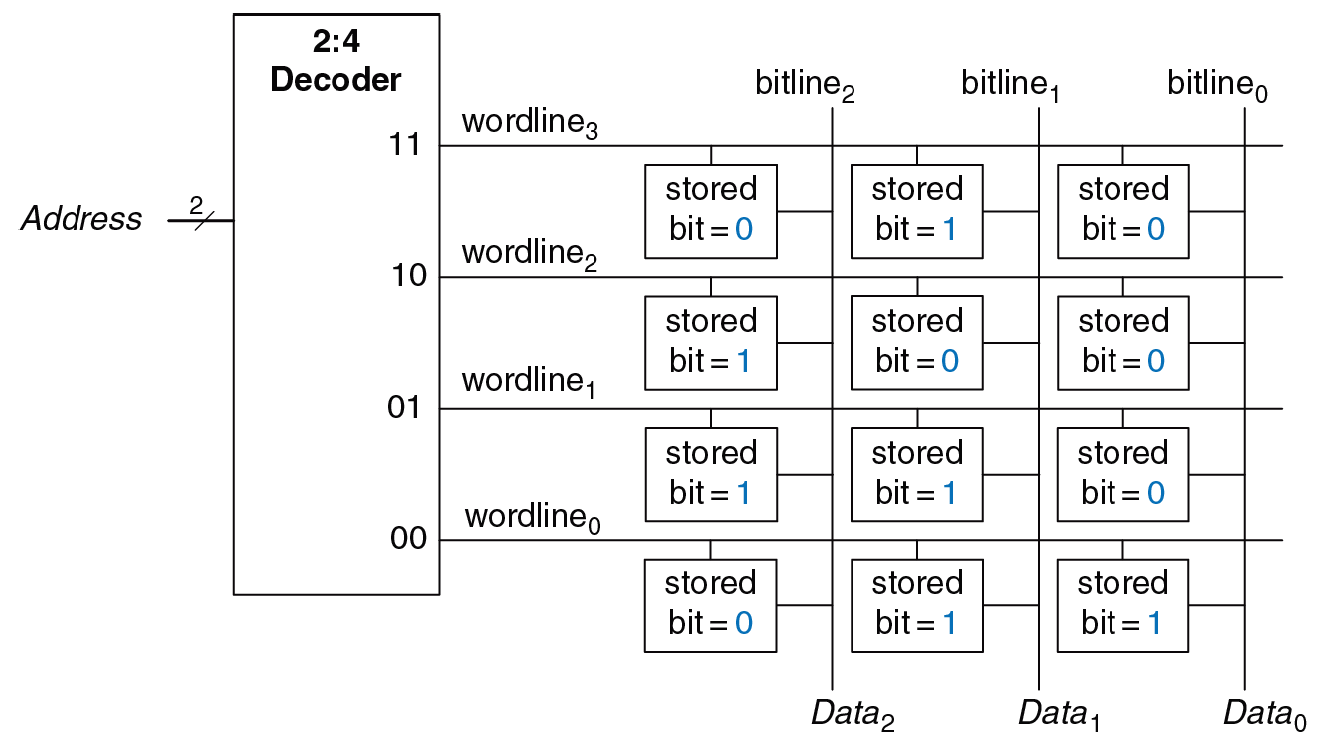 2:4
Decoder
bitline2 bitline1 bitline0
11 wordline3
Address 2
stored stored stored
bit = 0 bit = 1 bit = 0
10 wordline2
stored stored stored
bit = 1 bit = 0 bit = 0
01 wordline1
stored stored stored
bit = 1 bit = 1 bit = 0
00 wordline0
stored stored stored
bit = 0 bit = 1 bit = 1
Data2 Data1 Data0